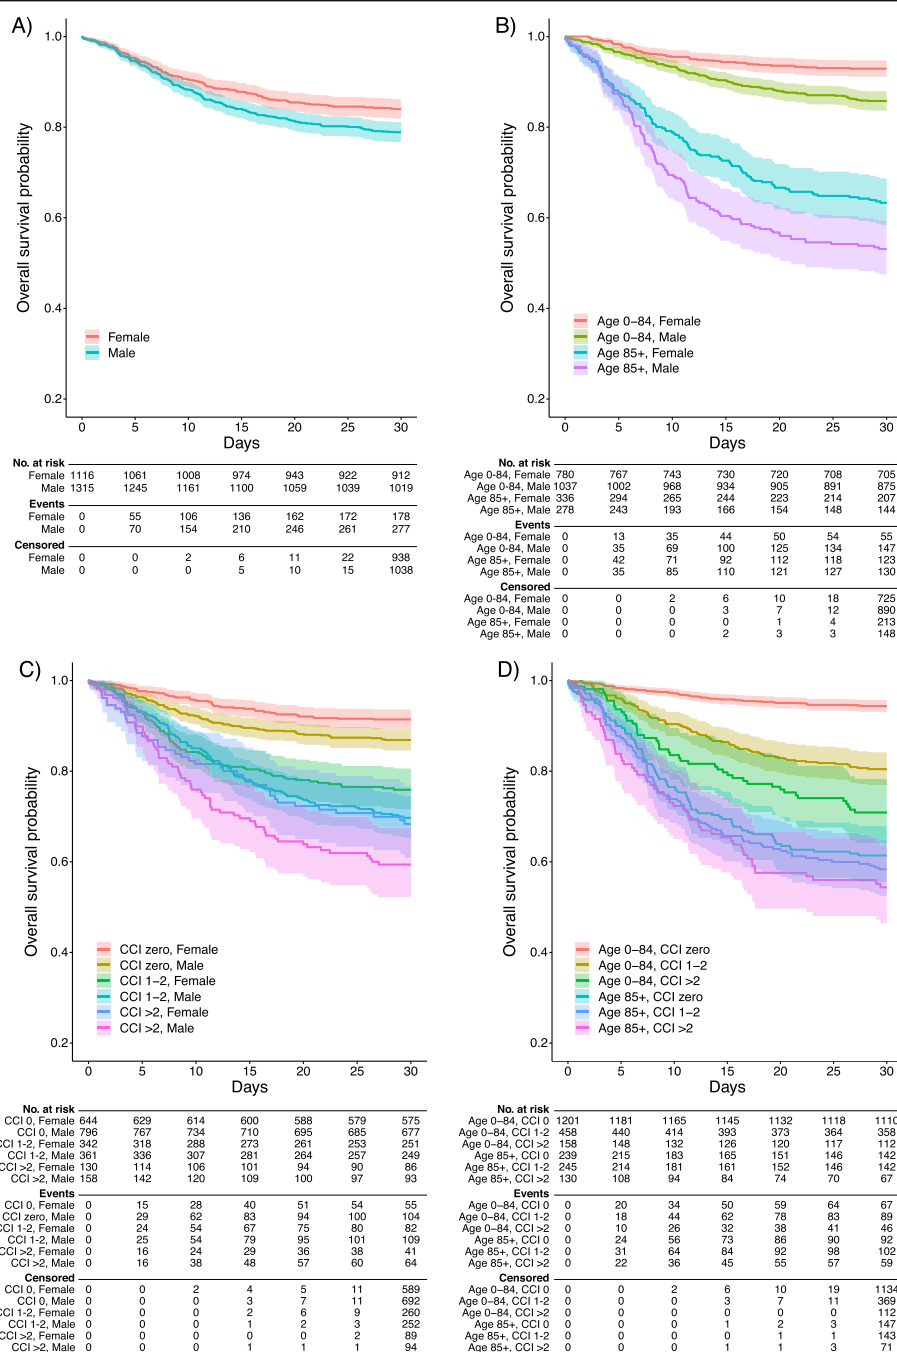 A)
1.0
0.8
0.6
0.4
0.2
Overall survival probability
Female
Male
0 5 10 15 20 25 30
Days
No. at risk
Female 1116 1061 1008 974 943 922 912
Male 1315 1245 1161 1100 1059 1039 1019
Events
Female 0 55 106 136 162 172 178
Male 0 70 154 210 246 261 277
Censored
Female 0 0 2 6 11 22 938
Male 0 0 0 5 10 15 1038
B)
1.0
0.8
0.6
0.4
0.2
Overall survival probability
Age 0–84, Female
Age 0–84, Male
Age 85+, Female
Age 85+, Male
0 5 10 15 20 25 30
Days
No. at risk
Age 0-84, Female 780 767 743 730 720 708 705
Age 0-84, Male 1037 1002 968 934 905 891 875
Age 85+, Female 336 294 265 244 223 214 207
Age 85+, Male 278 243 193 166 154 148 144
Events
Age 0-84, Female 0 13 35 44 50 54 55
Age 0-84, Male 0 35 69 100 125 134 147
Age 85+, Female 0 42 71 92 112 118 123
Age 85+, Male 0 35 85 110 121 127 130
Censored
Age 0-84, Female 0 0 2 6 10 18 725
Age 0-84, Male 0 0 0 3 7 12 890
Age 85+, Female 0 0 0 0 1 4 213
Age 85+, Male 0 0 0 2 3 3 148
C)
1.0
0.8
0.6
0.4
0.2
Overall survival probability
CCI zero, Female
CCI zero, Male
CCI 1–2, Female
CCI 1–2, Male
CCI >2, Female
CCI >2, Male
0 5 10 15 20 25 30
Days
No. at risk
CCI 0, Female 644 629 614 600 588 579 575
CCI 0, Male 796 767 734 710 695 685 677
CCI 1-2, Female 342 318 288 273 261 253 251
CCI 1-2, Male 361 336 307 281 264 257 249
CCI >2, Female 130 114 106 101 94 90 86
CCI >2, Male 158 142 120 109 100 97 93
Events
CCI 0, Female 0 15 28 40 51 54 55
CCI zero, Male 0 29 62 83 94 100 104
CCI 1-2, Female 0 24 54 67 75 80 82
CCI 1-2, Male 0 25 54 79 95 101 109
CCI >2, Female 0 16 24 29 36 38 41
CCI >2, Male 0 16 38 48 57 60 64
Censored
CCI 0, Female 0 0 2 4 5 11 589
CCI 0, Male 0 0 0 3 7 11 692
CCI 1-2, Female 0 0 0 2 6 9 260
CCI 1-2, Male 0 0 0 1 2 3 252
CCI >2, Female 0 0 0 0 0 2 89
CCI >2, Male 0 0 0 1 1 1 94
D)
1.0
0.8
0.6
0.4
0.2
Overall survival probability
Age 0–84, CCI zero
Age 0–84, CCI 1–2
Age 0–84, CCI >2
Age 85+, CCI zero
Age 85+, CCI 1–2
Age 85+, CCI >2
0 5 10 15 20 25 30
Days
No. at risk
Age 0–84, CCI 0 1201 1181 1165 1145 1132 1118 1110
Age 0–84, CCI 1-2 458 440 414 393 373 364 358
Age 0–84, CCI >2 158 148 132 126 120 117 112
Age 85+, CCI 0 239 215 183 165 151 146 142
Age 85+, CCI 1-2 245 214 181 161 152 146 142
Age 85+, CCI >2 130 108 94 84 74 70 67
Events
Age 0–84, CCI 0 0 20 34 50 59 64 67
Age 0–84, CCI 1-2 0 18 44 62 78 83 89
Age 0–84, CCI >2 0 10 26 32 38 41 46
Age 85+, CCI 0 0 24 56 73 86 90 92
Age 85+, CCI 1-2 0 31 64 84 92 98 102
Age 85+, CCI >2 0 22 36 45 55 57 59
Censored
Age 0–84, CCI 0 0 0 2 6 10 19 1134
Age 0–84, CCI 1-2 0 0 0 3 7 11 369
Age 0–84, CCI >2 0 0 0 0 0 0 112
Age 85+, CCI 0 0 0 0 1 2 3 147
Age 85+, CCI 1-2 0 0 0 0 1 1 143
Age 85+, CCI >2 0 0 0 1 1 3 71